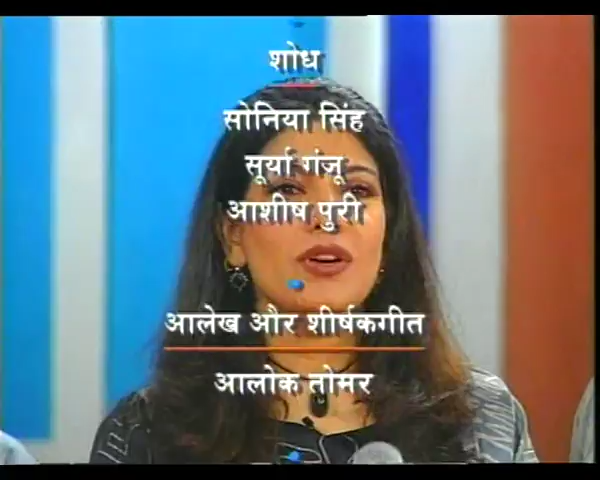 शोध
सोनिया सिंह
सूर्या गंजू
आशीष पुरी
आलेख और शीर्षकगीत
आलोक तोमर